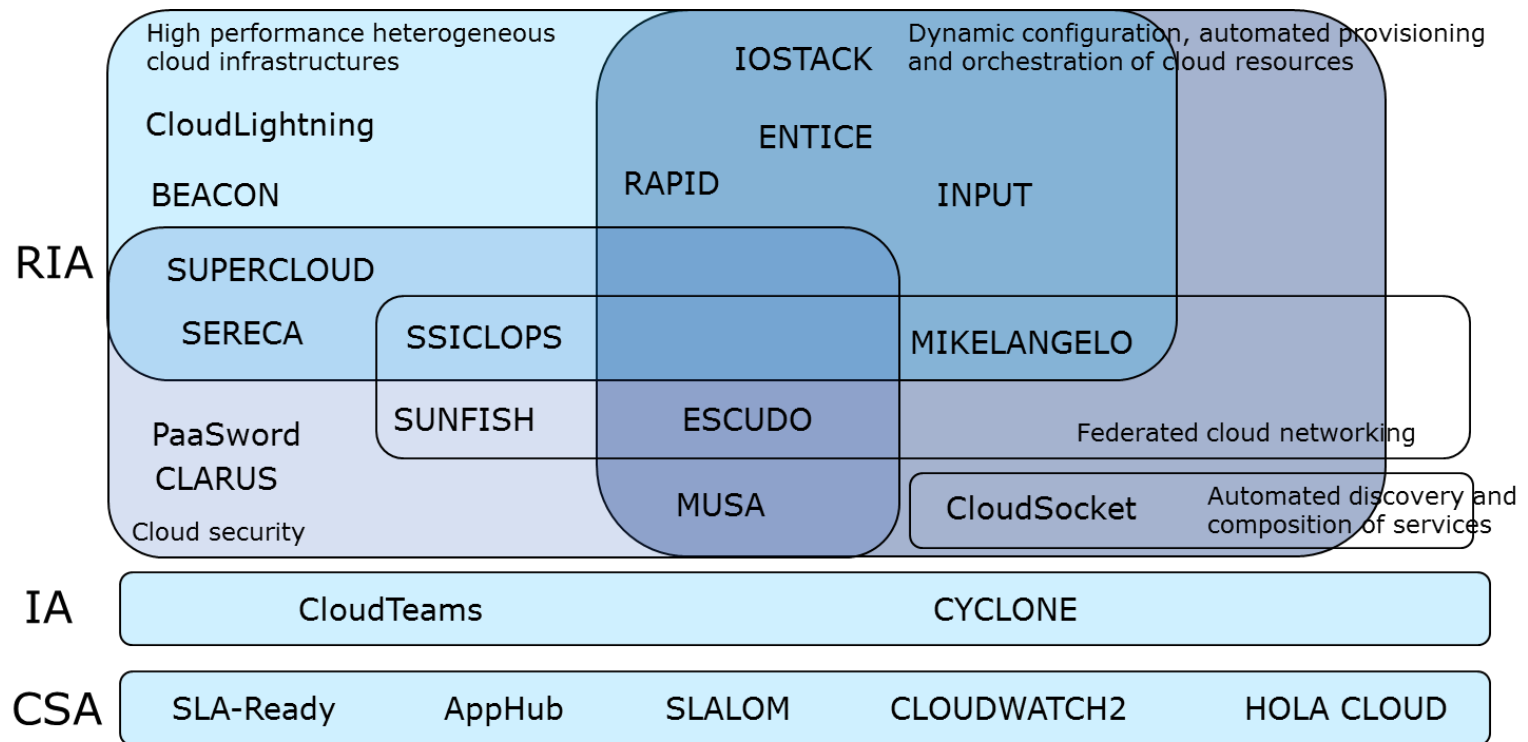 High performance heterogeneous
cloud infrastructures
Dynamic configuration, automated provisioning
and orchestration of cloud resources
IOSTACK
CloudLightning
ENTICE
RAPID
BEACON
INPUT
RIA
SUPERCLOUD
SERECA
SSICLOPS
MIKELANGELO
SUNFISH
ESCUDO
PaaSword
Federated cloud networking
CLARUS
MUSA
CloudSocket
Automated discovery and
composition of services
Cloud security
IA
CloudTeams
CYCLONE
CSA
SLA-Ready
AppHub
SLALOM
CLOUDWATCH2
HOLA CLOUD